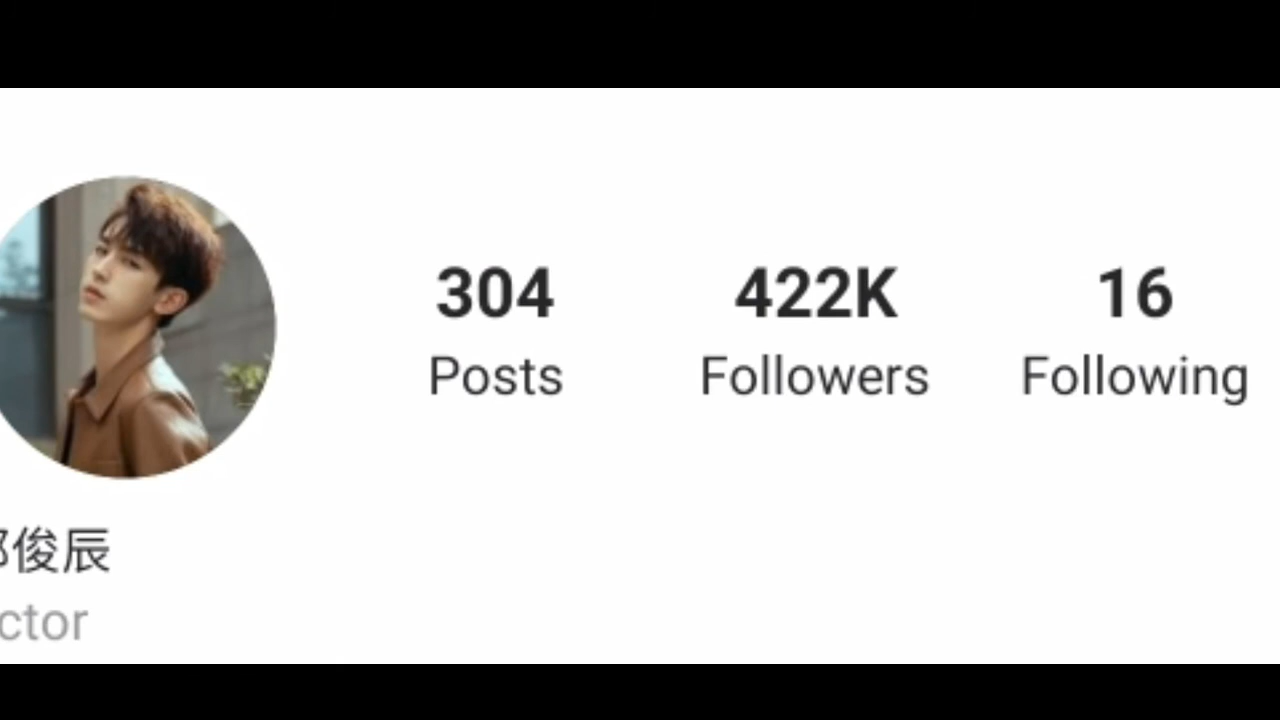 304 422K 16
Posts Followers Following
俊辰
ctor